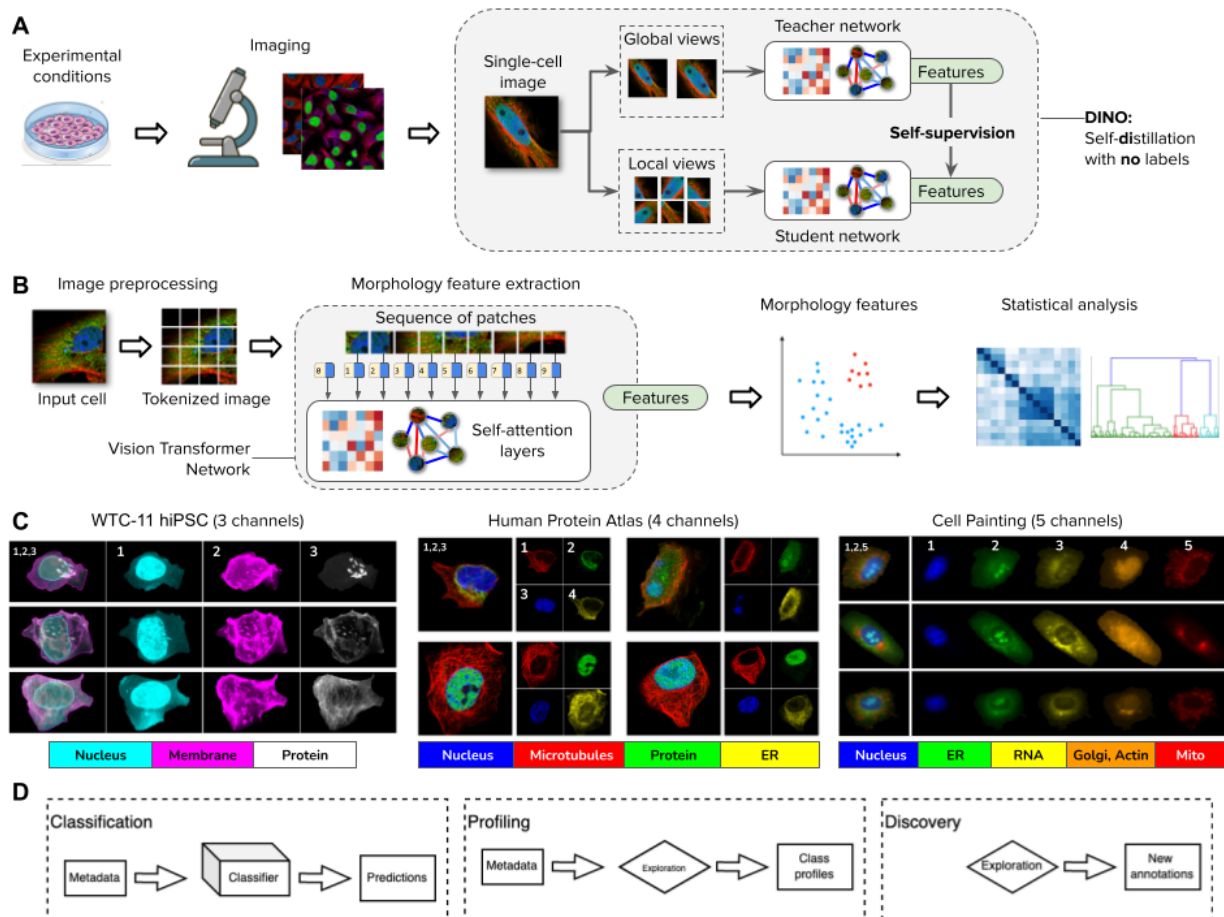 A
Experimental
conditions
Imaging
Single-cell
image
Global views
Local views
Teacher network
Features
Self-supervision
Features
Student network
DINO:
Self-distillation
with no labels
B
Image preprocessing
Input cell
Tokenized image
Morphology feature extraction
Sequence of patches
0 1 2 3 4 5 6 7 8 9
Self-attention
layers
Vision Transformer
Network
Features
Morphology features
Statistical analysis
C
WTC-11 hiPSC (3 channels)
1,2,3 1 2 3
Nucleus Membrane Protein
Human Protein Atlas (4 channels)
1,2,3 1 2
3 4
Nucleus Microtubules Protein ER
Cell Painting (5 channels)
1,2,5 1 2 3 4 5
Nucleus ER RNA Golgi, Actin Mito
D
Classification
Metadata Classifier Predictions
Profiling
Metadata Exploration Class
profiles
Discovery
Exploration New
annotations